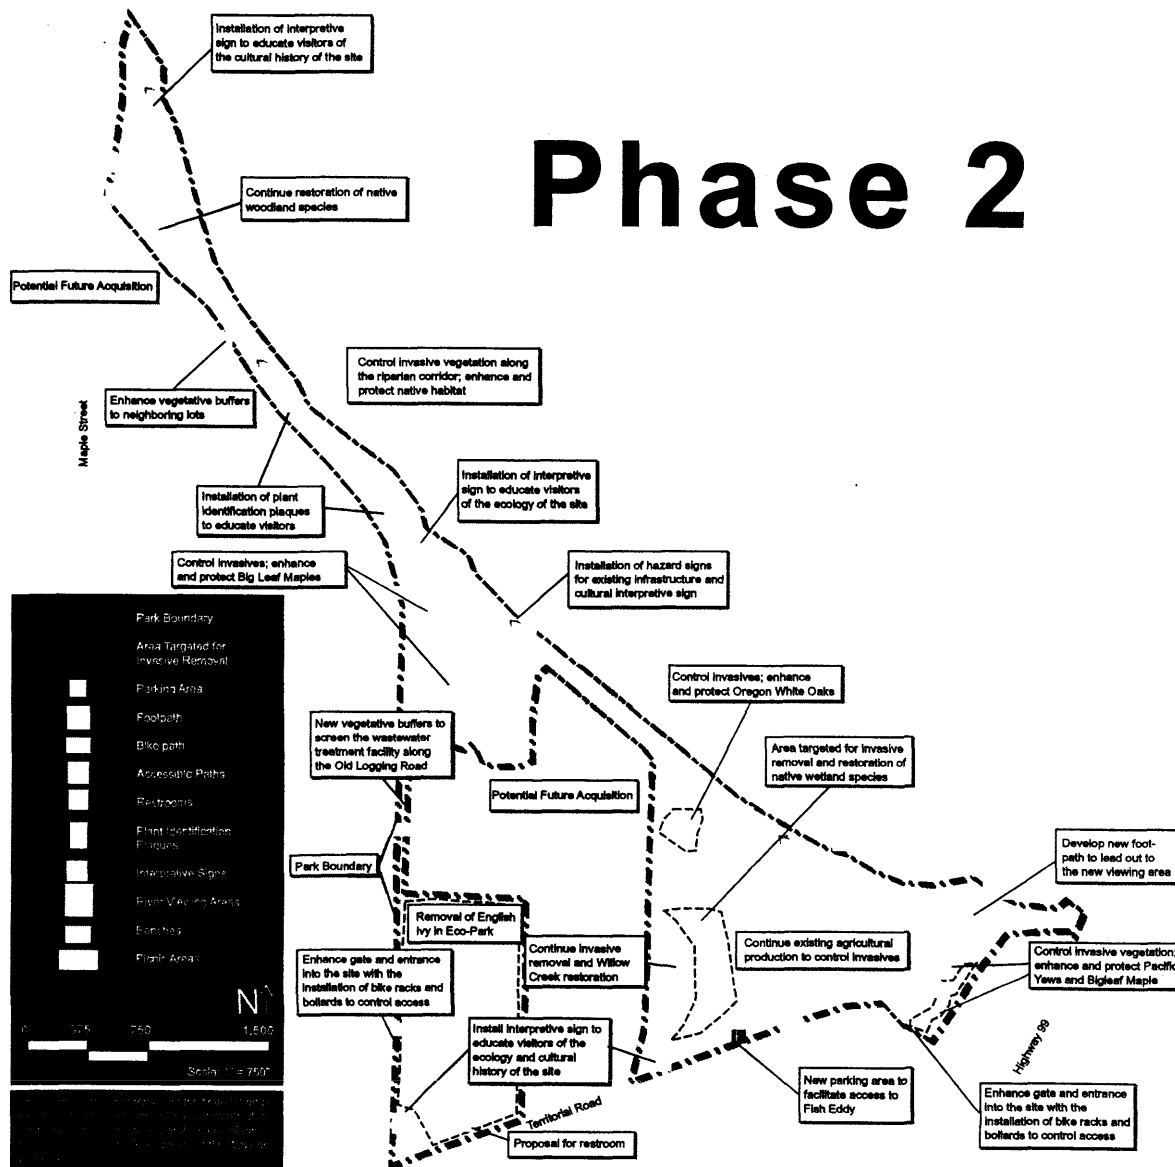 Installation of interpretive
sign to educate visitors of
the cultural history of the site
Phase 2
Continue restoration of native
woodland species
Potential Future Acquisition
Control invasive vegetation along
the riparian corridor; enhance and
protect native habitat
Enhance vegetative buffers
to neighboring lots
Maple Street
Installation of interpretive
sign to educate visitors
of the ecology of the site
Installation of plant
identification plaques
to educate visitors
Control invasives; enhance
and protect Big Leaf Maples
Installation of hazard signs
for existing infrastructure and
cultural interpretive sign
Park Boundary
Area Targeted for
Invasive Removal
Parking Area
Footpath
Bike path
Accessible Paths
Restrooms
Plant Identification
Plaques
Interpretive Signs
River Viewing Areas
Benches
Picnic Areas
N
0 375 750 1,500
Scale: 1" = 750'
Control invasives; enhance
and protect Oregon White Oaks
New vegetative buffers to
screen the wastewater
treatment facility along
the Old Logging Road
Area targeted for invasive
removal and restoration of
native wetland species
Potential Future Acquisition
Develop new foot-
path to lead out to
the new viewing area
Park Boundary
Removal of English
Ivy in Eco-Park
Continue invasive
removal and Willow
Creek restoration
Continue existing agricultural
production to control invasives
Control invasive vegetation;
enhance and protect Pacific
Yews and Bigleaf Maple
Enhance gate and entrance
into the site with the
installation of bike racks and
bollards to control access
Highway 99
Install interpretive sign to
educate visitors of the
ecology and cultural
history of the site
New parking area to
facilitate access to
Fish Eddy
Enhance gate and entrance
into the site with the
installation of bike racks and
bollards to control access
Territorial Road
Proposal for restroom